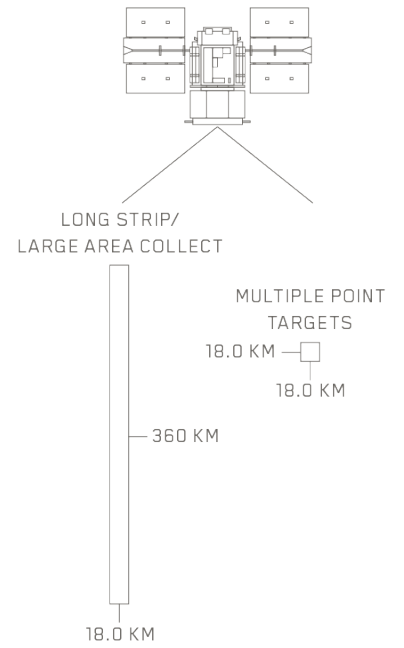 LONG STRIP/
LARGE AREA COLLECT
MULTIPLE POINT
TARGETS
18.0 KM
18.0 KM
360 KM
18.0 KM